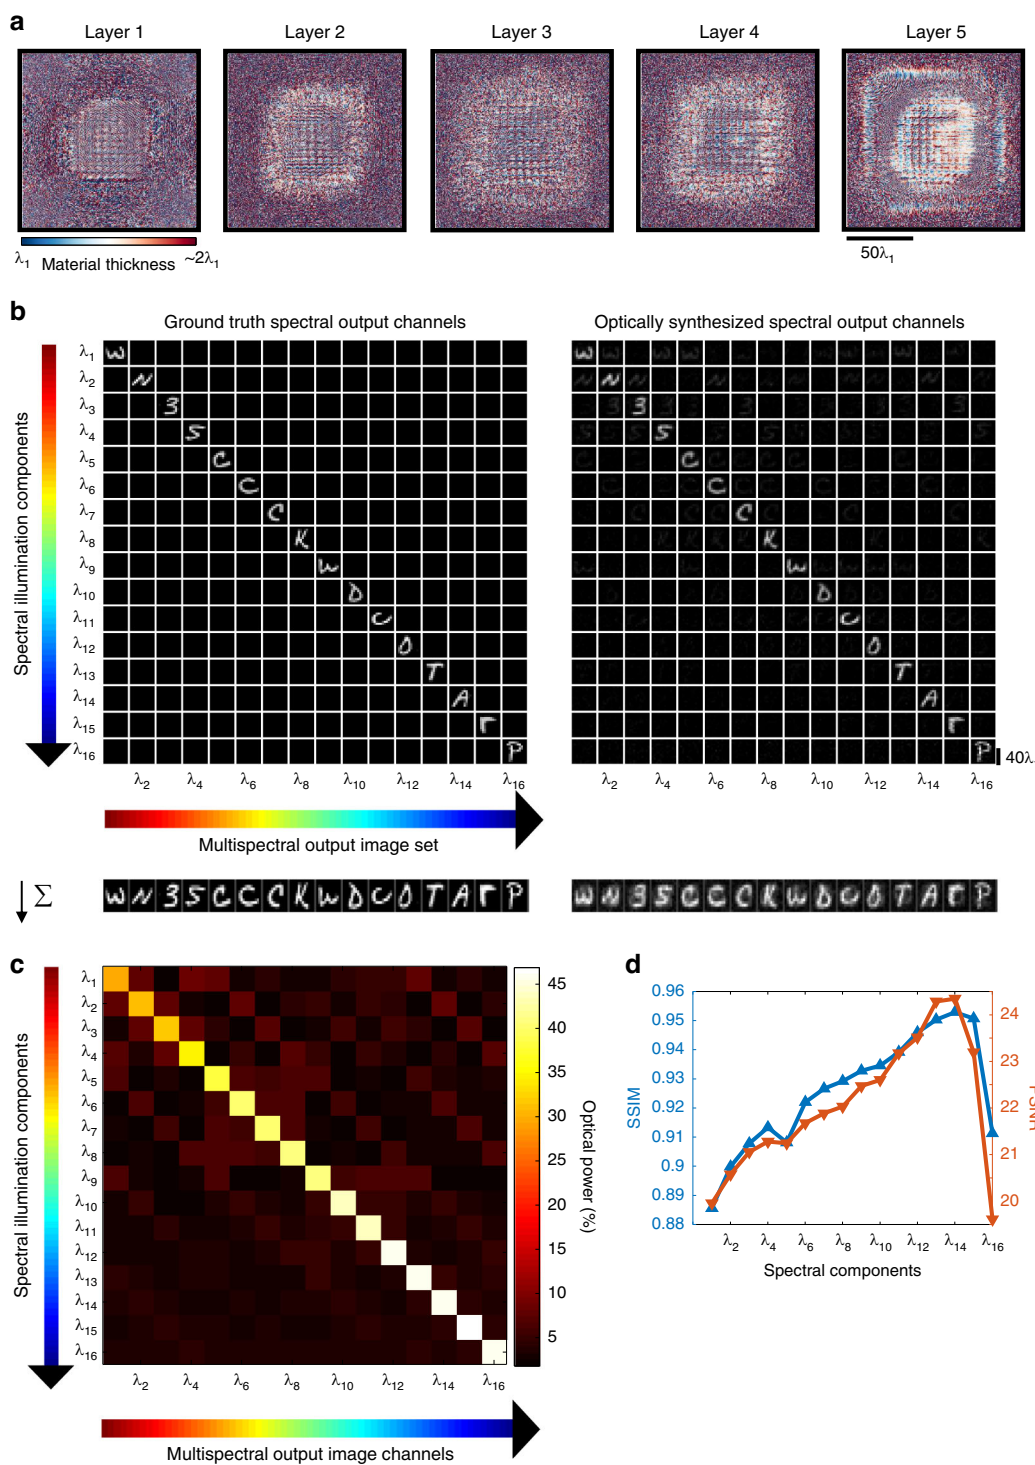 a
Layer 1
Layer 2
Layer 3
Layer 4
Layer 5
λ1
Material thickness
~2λ1
50λ1
b
Ground truth spectral output channels
Optically synthesized spectral output channels
Spectral illumination components
λ1
λ2
λ3
λ4
λ5
λ6
λ7
λ8
λ9
λ10
λ11
λ12
λ13
λ14
λ15
λ16
λ2 λ4 λ6 λ8 λ10 λ12 λ14 λ16
λ2 λ4 λ6 λ8 λ10 λ12 λ14 λ16
40λ
Multispectral output image set
Σ
W N 3 S C C C K W D C O T A Γ P
W N 3 S C C C K W D C O T A Γ P
c
Spectral illumination components
λ1
λ2
λ3
λ4
λ5
λ6
λ7
λ8
λ9
λ10
λ11
λ12
λ13
λ14
λ15
λ16
λ2 λ4 λ6 λ8 λ10 λ12 λ14 λ16
Multispectral output image channels
45
40
35
30
25
20
15
10
5
Optical power (%)
d
SSIM
0.96
0.95
0.94
0.93
0.92
0.91
0.9
0.89
0.88
24
23
22
21
20
λ2 λ4 λ6 λ8 λ10 λ12 λ14 λ16
Spectral components